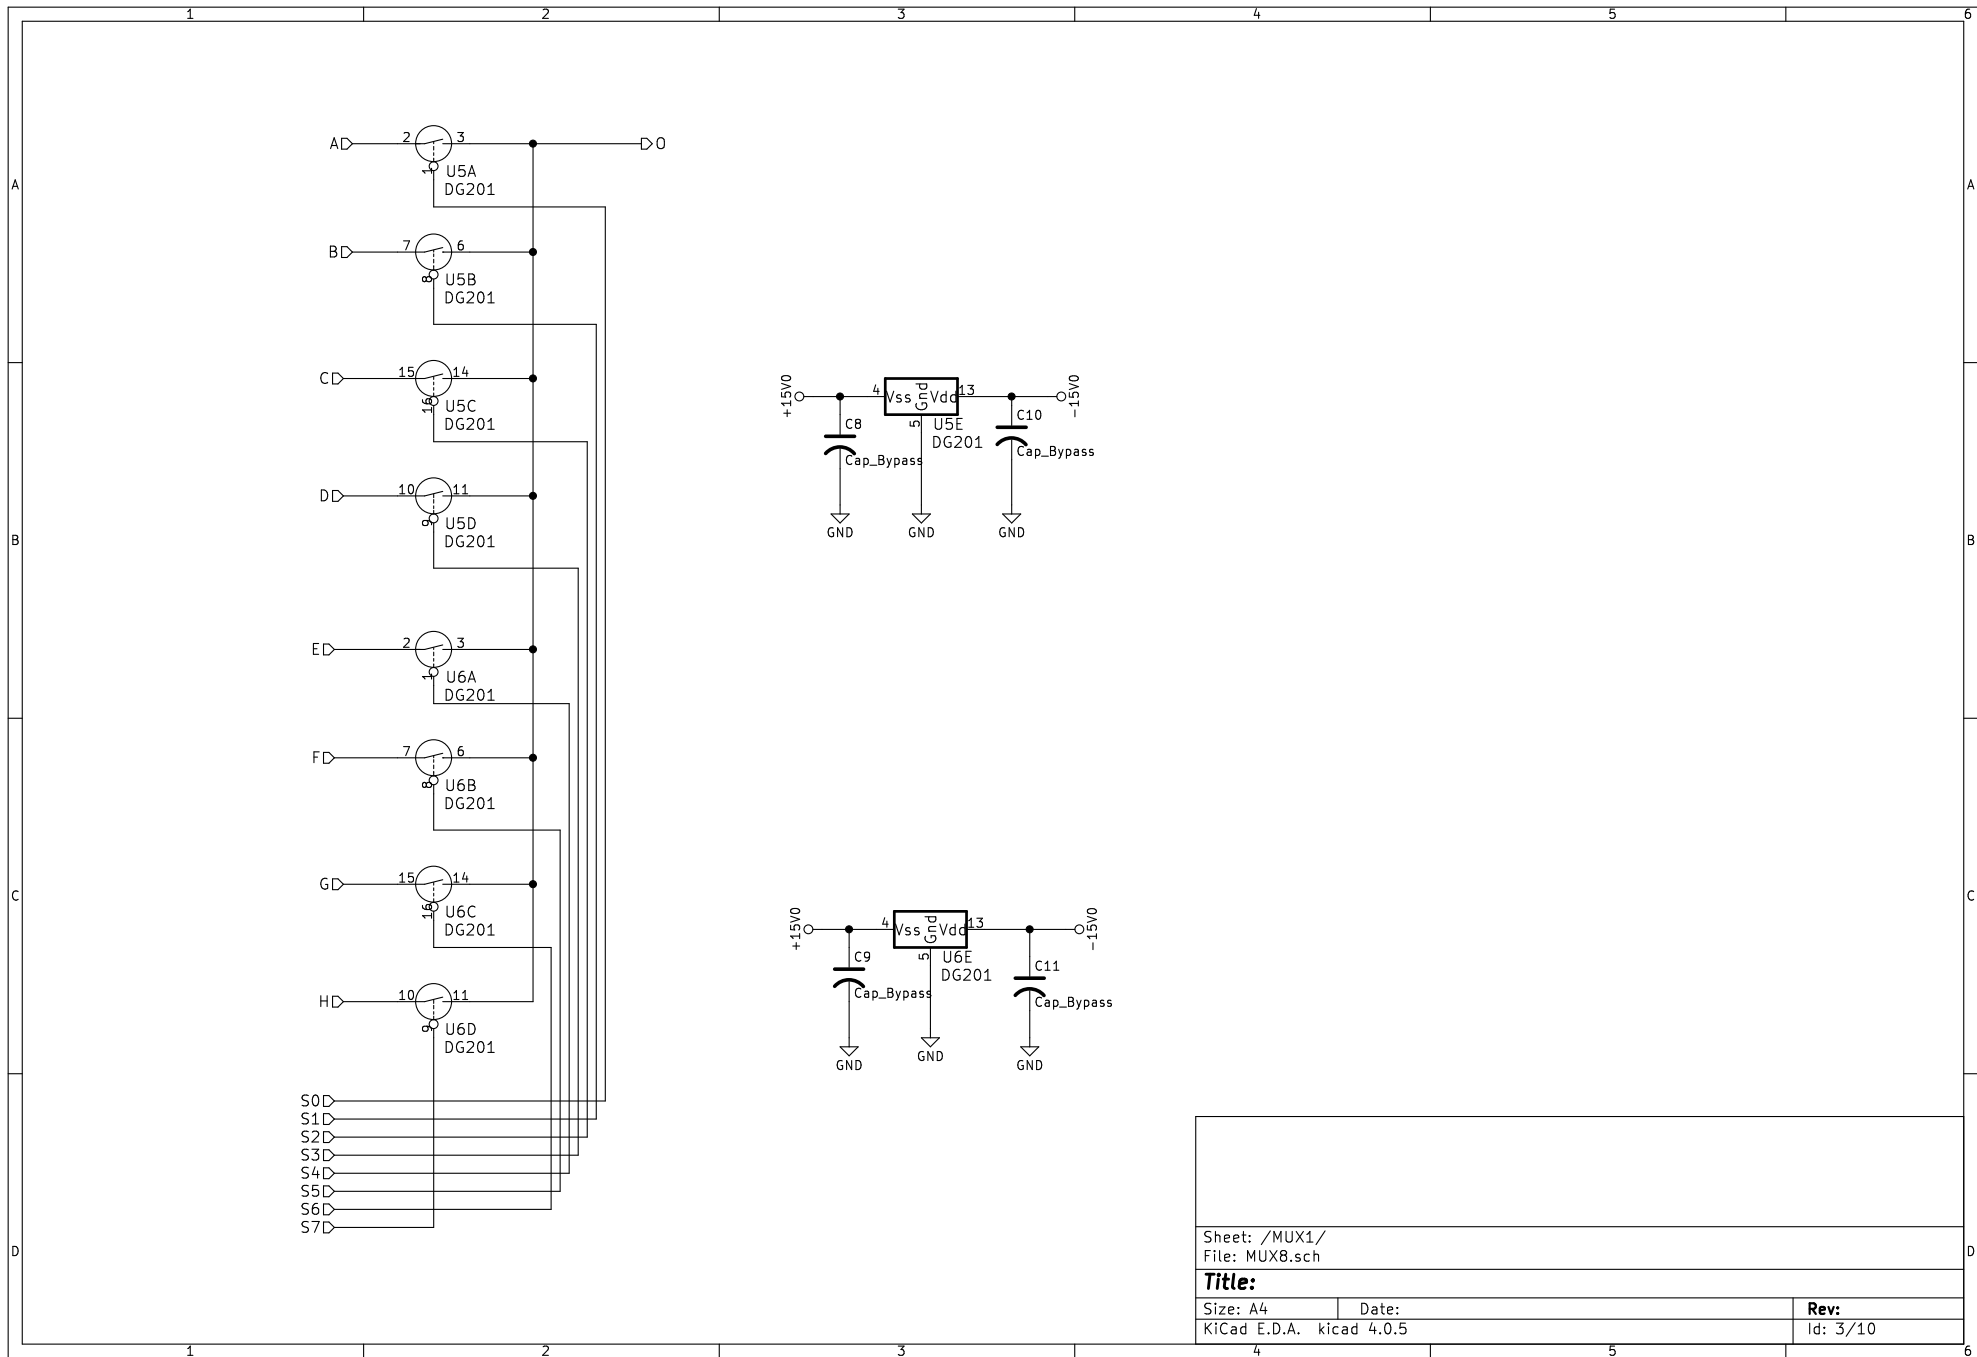 1 2 3 4 5 6
A A
B B
C C
D D
A 2 3 O
1 U5A
DG201
B 7 6
8 U5B
DG201
C 15 14
16 U5C
DG201
D 10 11
9 U5D
DG201
E 2 3
1 U6A
DG201
F 7 6
8 U6B
DG201
G 15 14
16 U6C
DG201
H 10 11
9 U6D
DG201
S0
S1
S2
S3
S4
S5
S6
S7
+15V0 4 Vss Gnd Vdd 13 -15V0
C8 5 U5E C10
DG201
Cap_Bypass Cap_Bypass
GND GND GND
+15V0 4 Vss Gnd Vdd 13 -15V0
C9 5 U6E C11
DG201
Cap_Bypass Cap_Bypass
GND GND GND
Sheet: /MUX1/
File: MUX8.sch
Title:
Size: A4 Date: Rev:
KiCad E.D.A. kicad 4.0.5 Id: 3/10
1 2 3 4 5 6